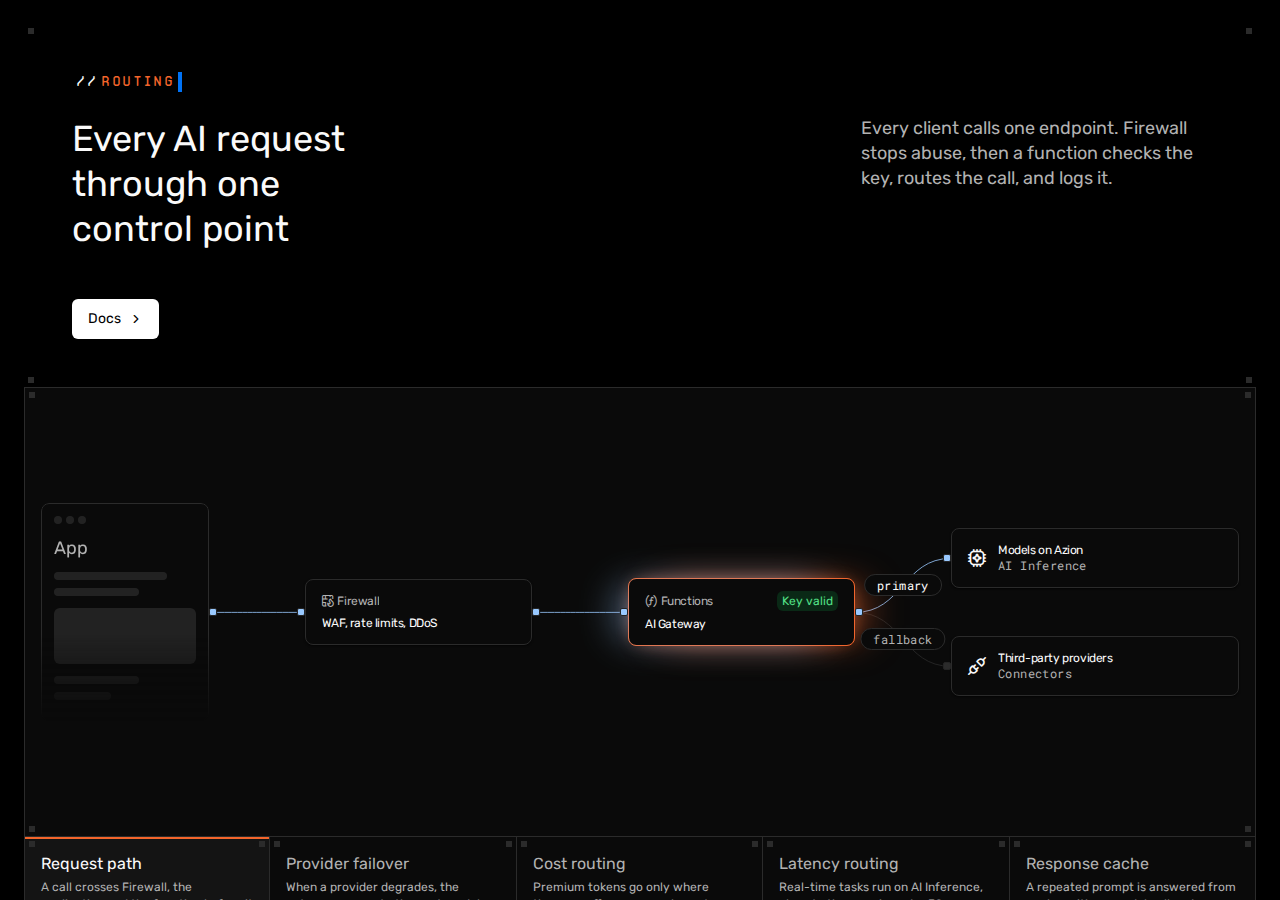 // ROUTING
Every AI request
through one
control point
Every client calls one endpoint. Firewall
stops abuse, then a function checks the
key, routes the call, and logs it.
Docs
App
Firewall
WAF, rate limits, DDoS
Functions
Key valid
AI Gateway
primary
fallback
Models on Azion
AI Inference
Third-party providers
Connectors
Request path
A call crosses Firewall, the
Provider failover
When a provider degrades, the
Cost routing
Premium tokens go only where
Latency routing
Real-time tasks run on AI Inference,
Response cache
A repeated prompt is answered from